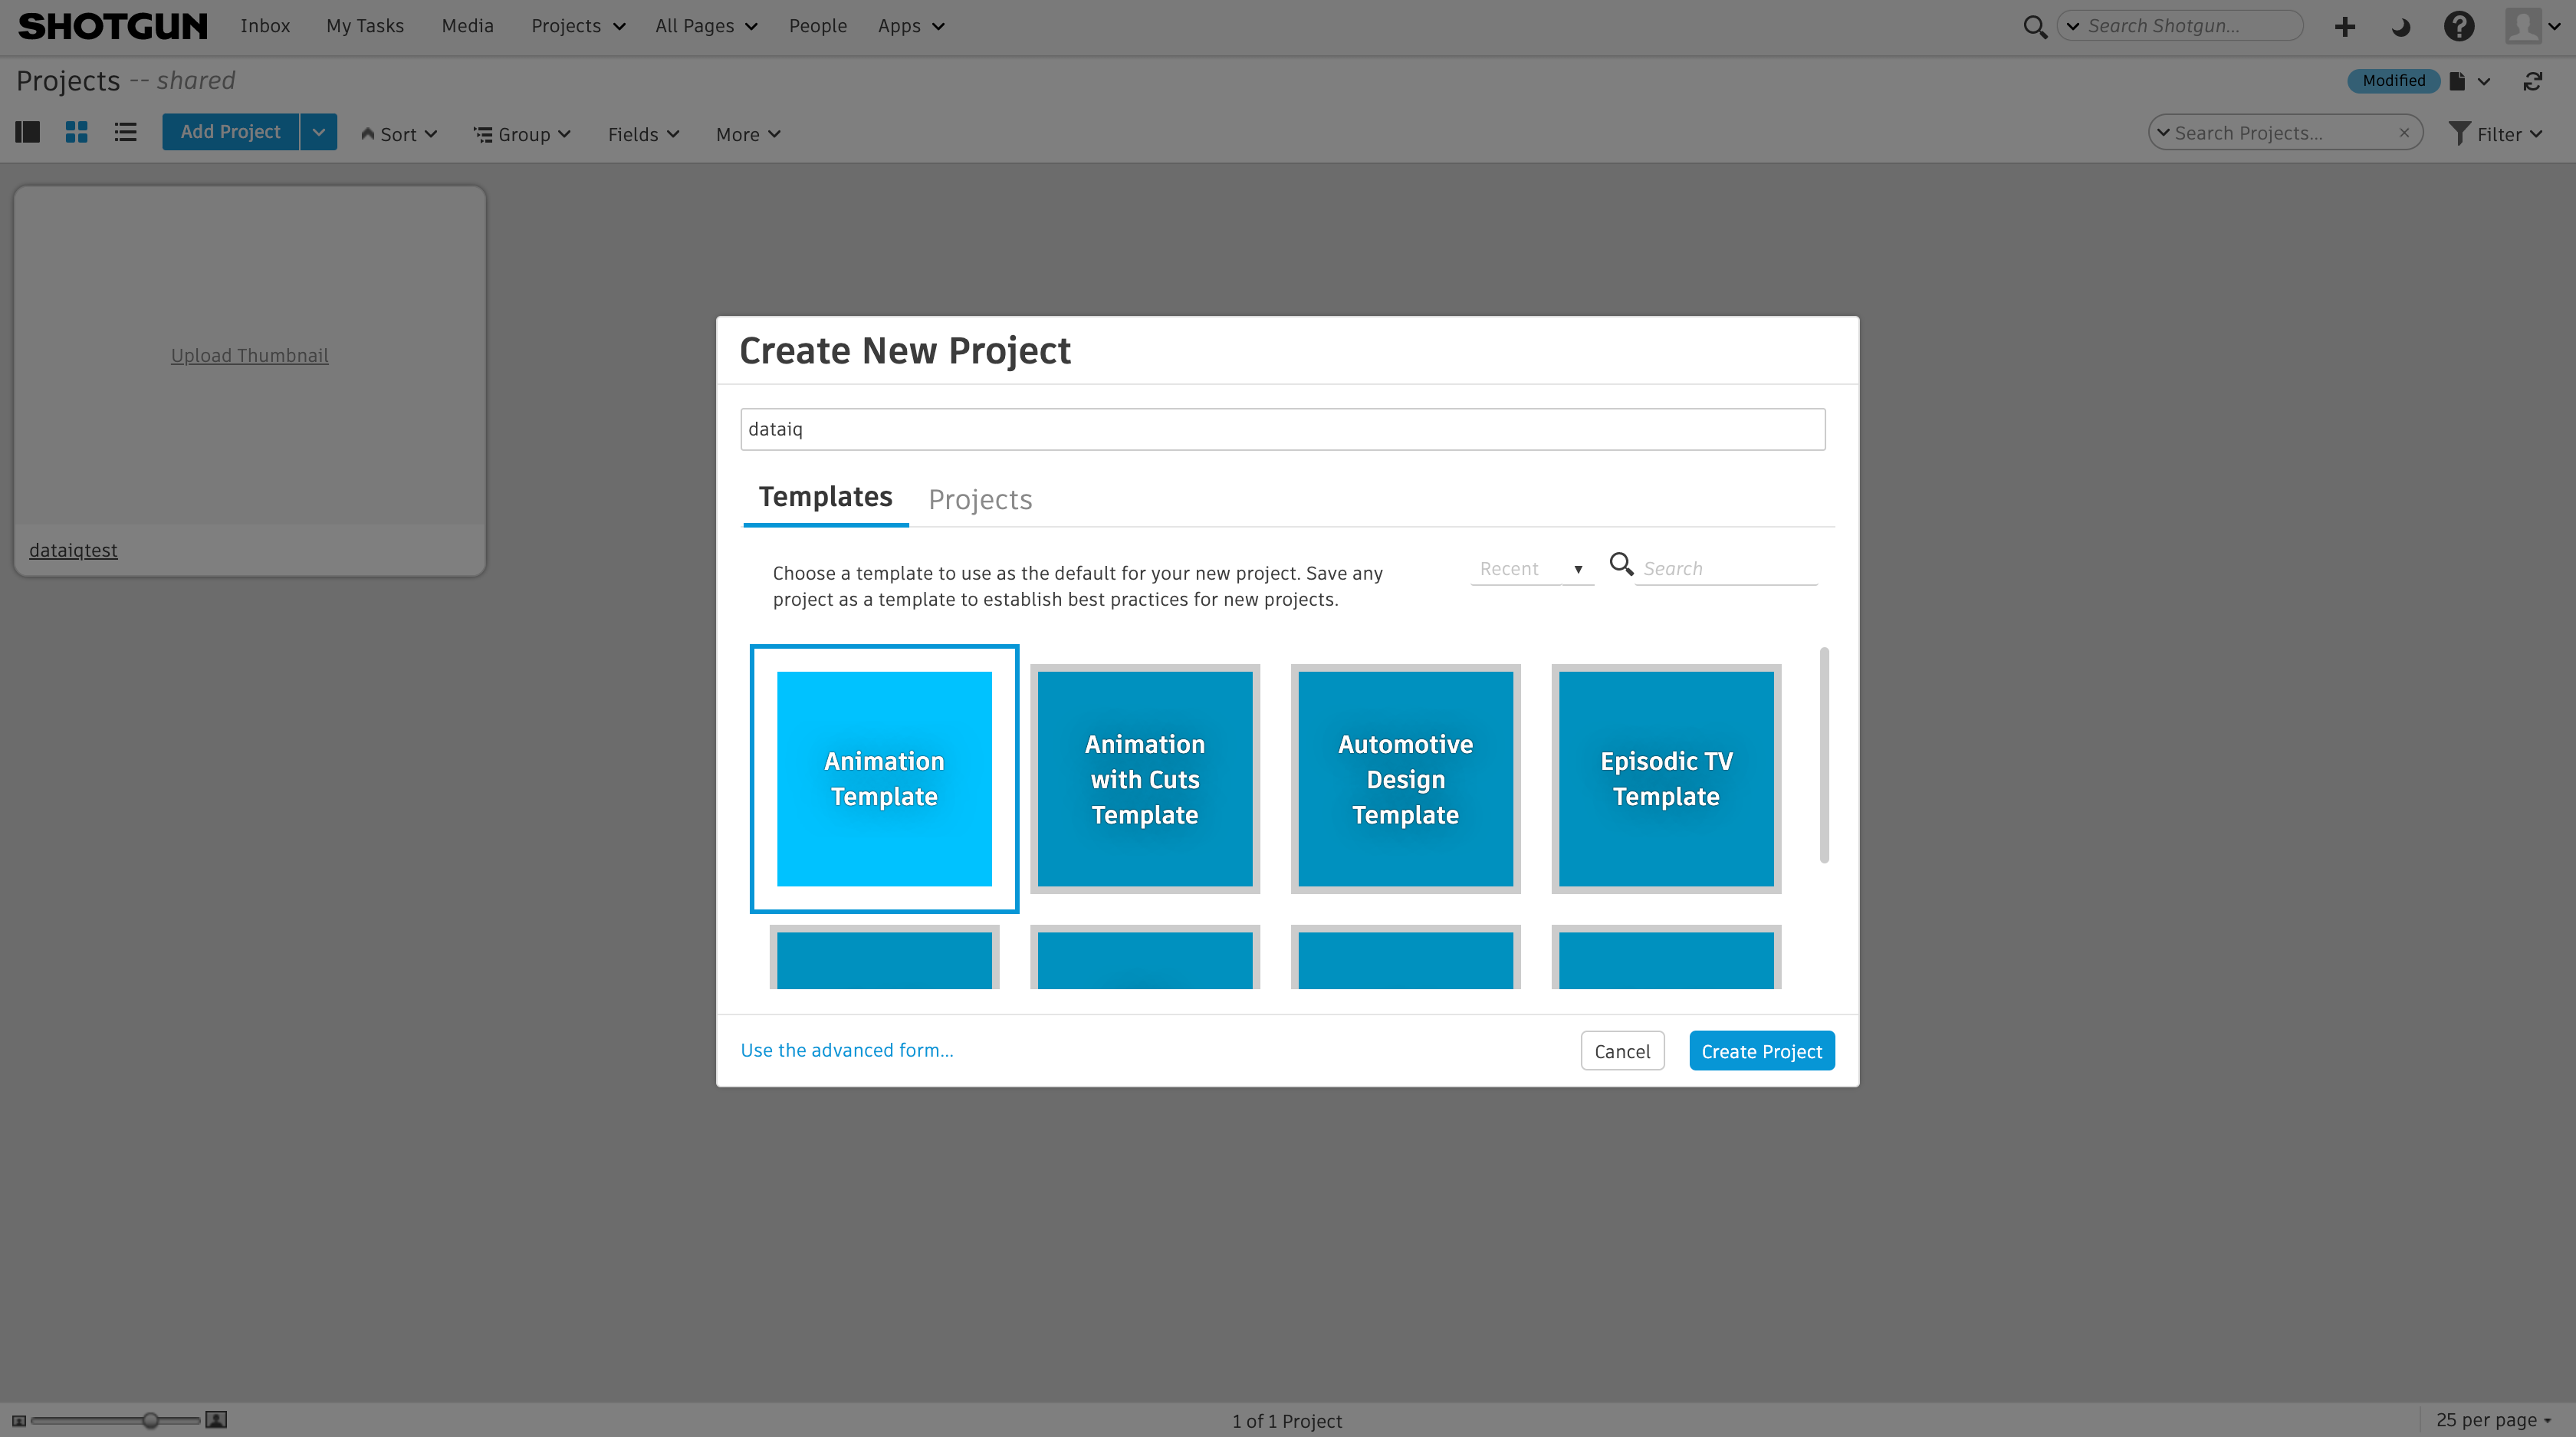 SHOTGUN Inbox My Tasks Media Projects All Pages People Apps Search Shotgun...
Projects -- shared Modified
Add Project Sort Group Fields More Search Projects... Filter
Upload Thumbnail
dataiqtest
Create New Project
dataiq
Templates Projects
Choose a template to use as the default for your new project. Save any
project as a template to establish best practices for new projects.
Recent Search
Animation
Template
Animation
with Cuts
Template
Automotive
Design
Template
Episodic TV
Template
Use the advanced form... Cancel Create Project
1 of 1 Project 25 per page